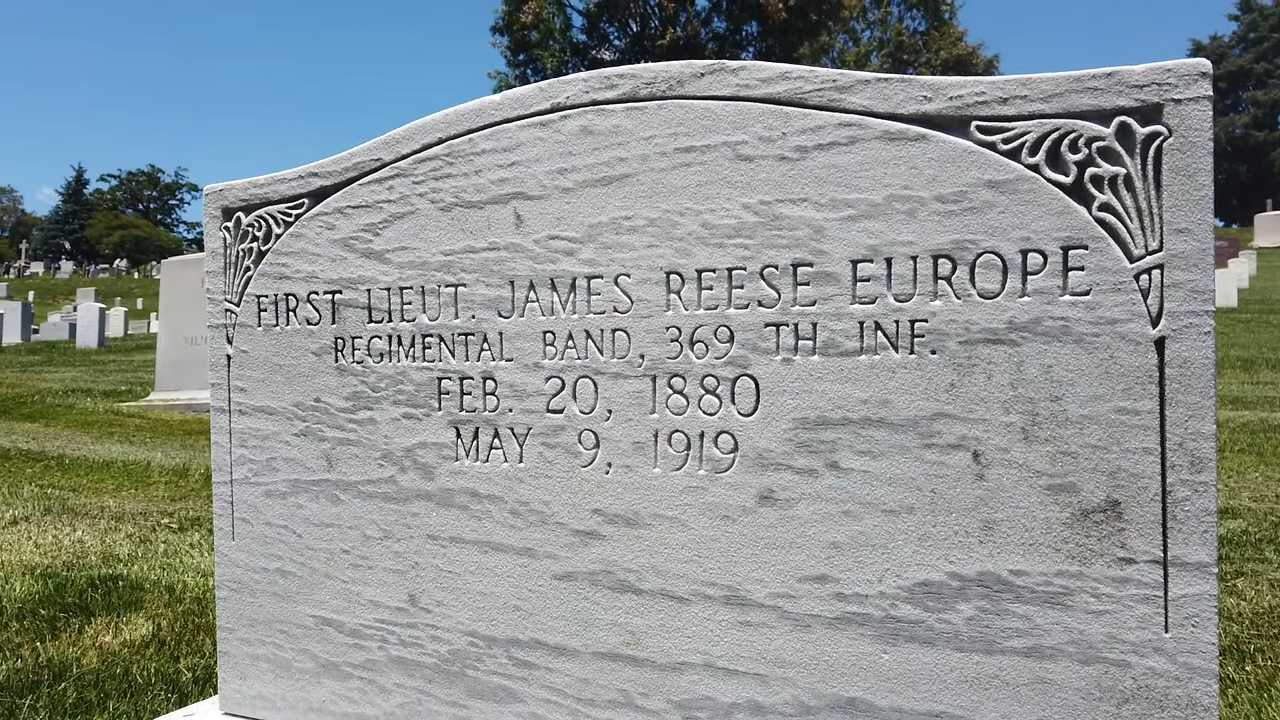 FIRST LIEUT. JAMES REESE EUROPE
REGIMENTAL BAND, 369 TH INF.
FEB. 20, 1880
MAY 9, 1919